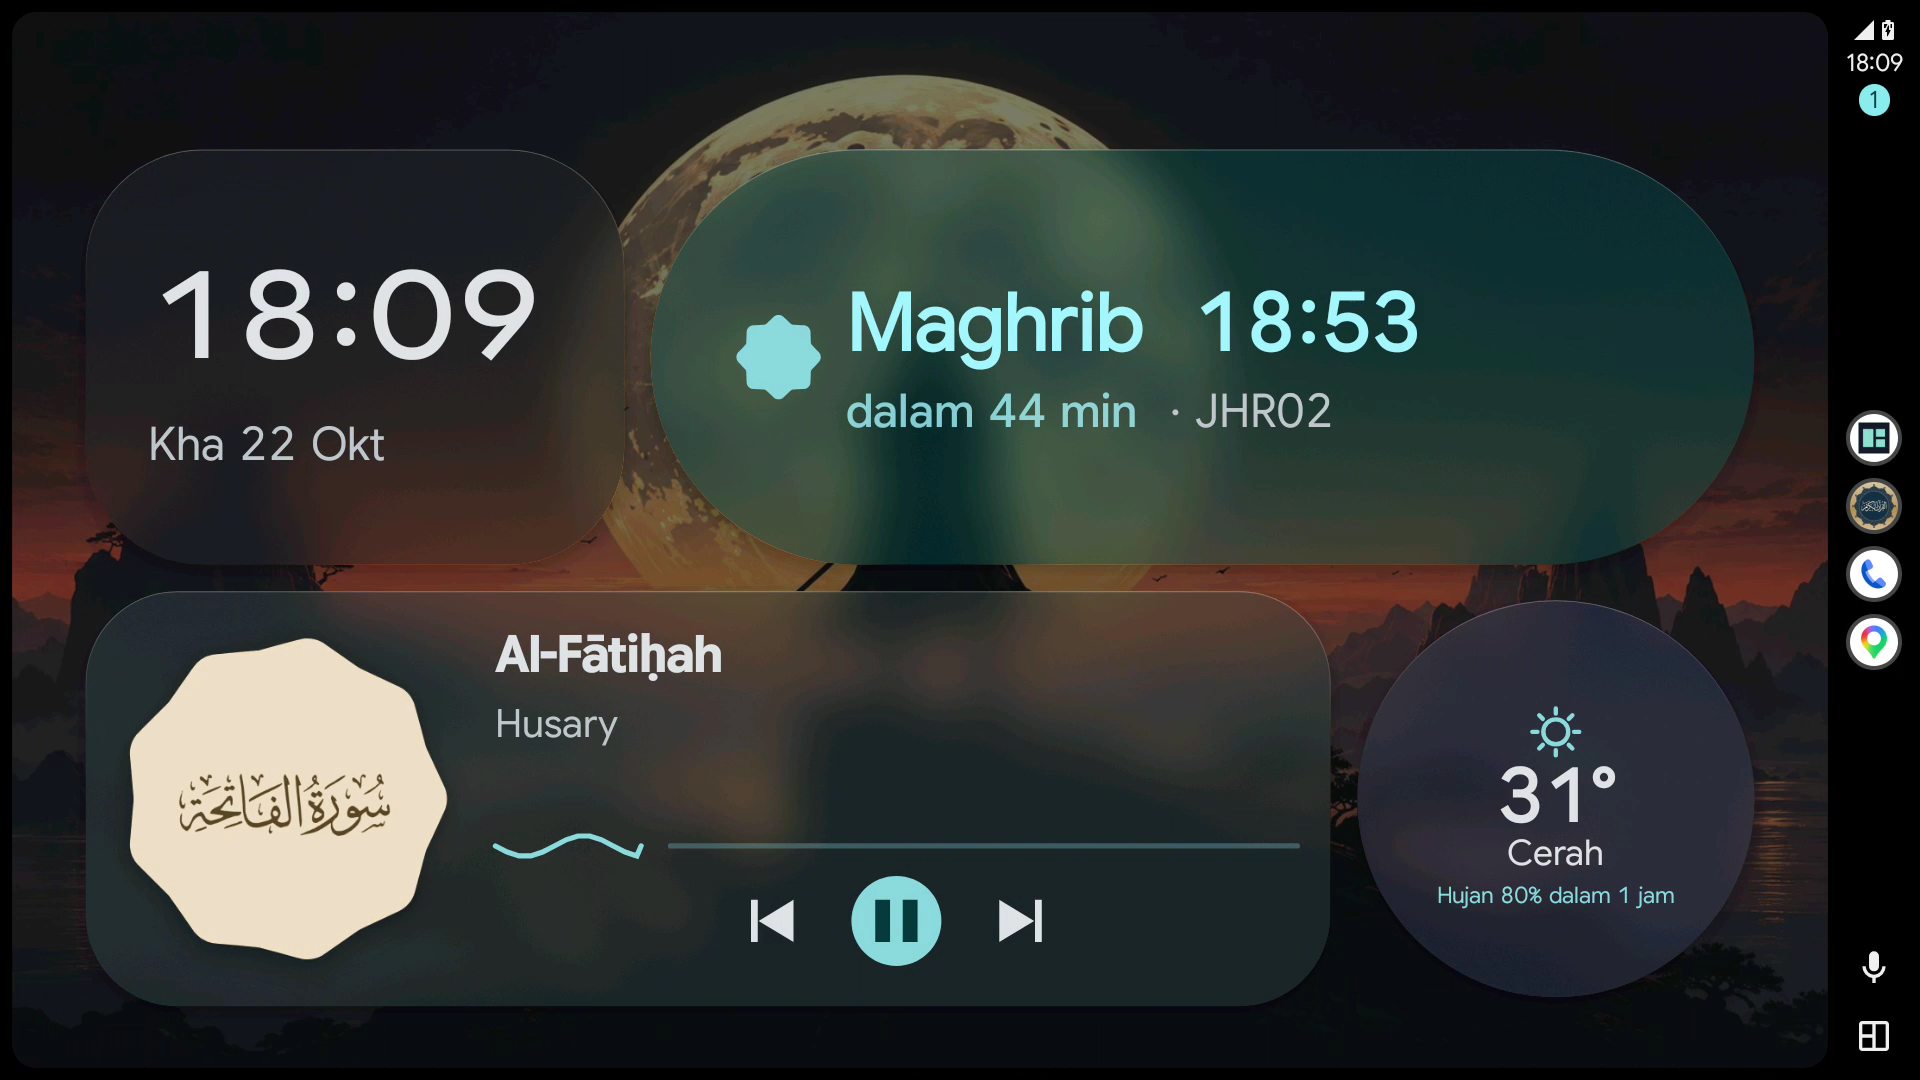 18:09
1
18:09
Kha 22 Okt
Maghrib 18:53
dalam 44 min · JHR02
Al-Fātiḥah
Husary
سُورَةُ الفَاتِحَةِ
31°
Cerah
Hujan 80% dalam 1 jam